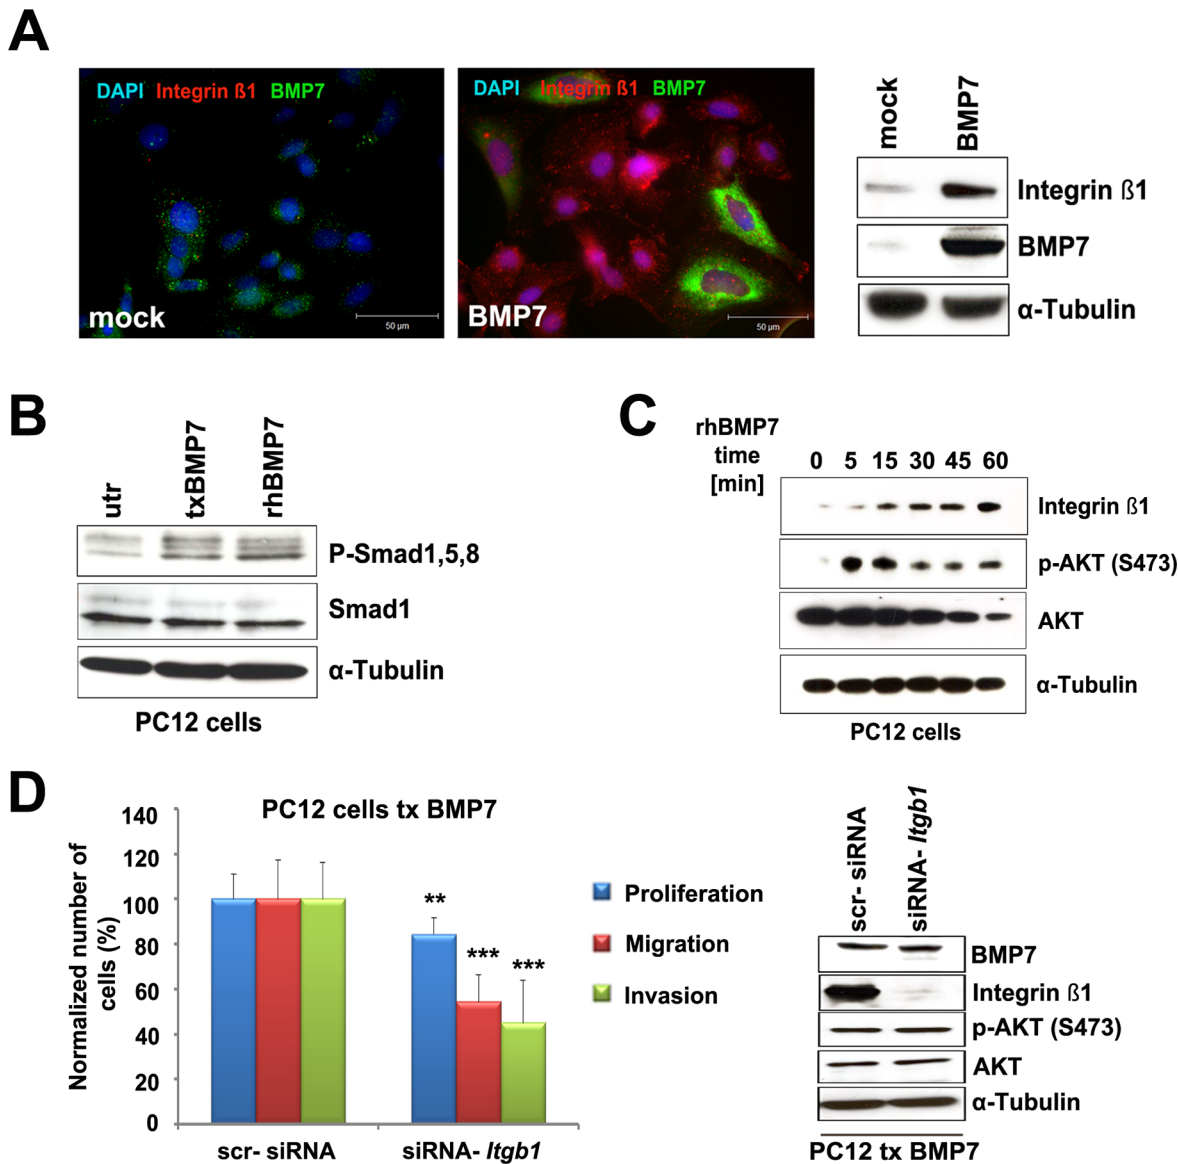 A
DAPI Integrin ß1 BMP7
mock
50 µm
DAPI Integrin ß1 BMP7
BMP7
50 µm
mock
BMP7
Integrin ß1
BMP7
α-Tubulin
B
utr
txBMP7
rhBMP7
P-Smad1,5,8
Smad1
α-Tubulin
PC12 cells
C
rhBMP7
time
[min]
0 5 15 30 45 60
Integrin ß1
p-AKT (S473)
AKT
α-Tubulin
PC12 cells
D
PC12 cells tx BMP7
Normalized number of
cells (%)
140
120
100
80
60
40
20
0
**
***
***
scr- siRNA
siRNA- Itgb1
Proliferation
Migration
Invasion
scr- siRNA
siRNA- Itgb1
BMP7
Integrin ß1
p-AKT (S473)
AKT
α-Tubulin
PC12 tx BMP7